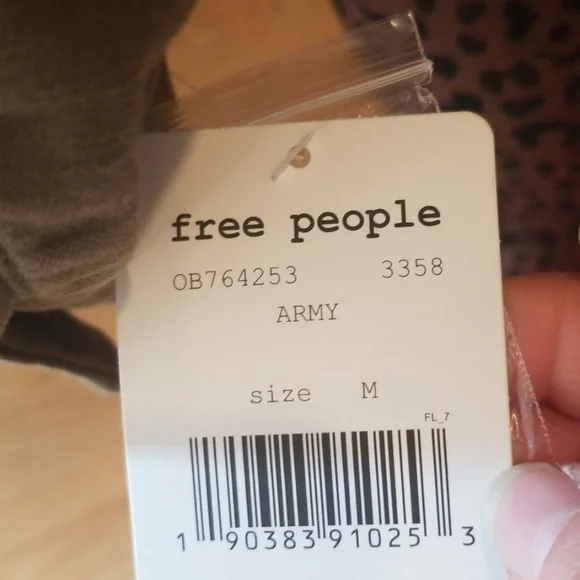 free people
OB764253 3358
ARMY
size M
FL_7
1 90383 91025 3